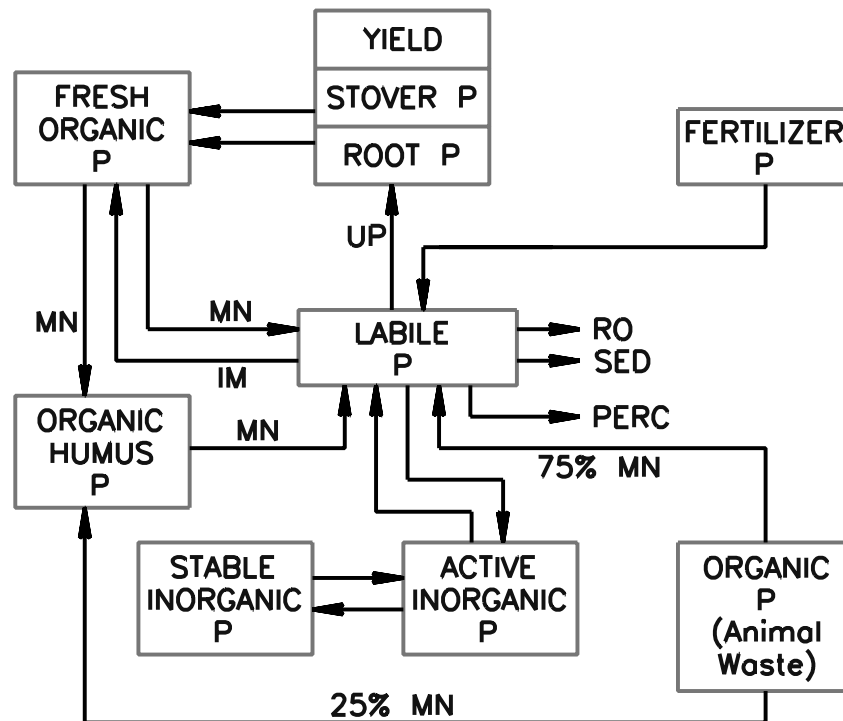 YIELD
FRESH
ORGANIC
P
STOVER P
ROOT P
FERTILIZER
P
UP
MN
MN
LABILE
P
RO
SED
IM
PERC
ORGANIC
HUMUS
P
MN
75% MN
STABLE
INORGANIC
P
ACTIVE
INORGANIC
P
ORGANIC
P
(Animal
Waste)
25% MN